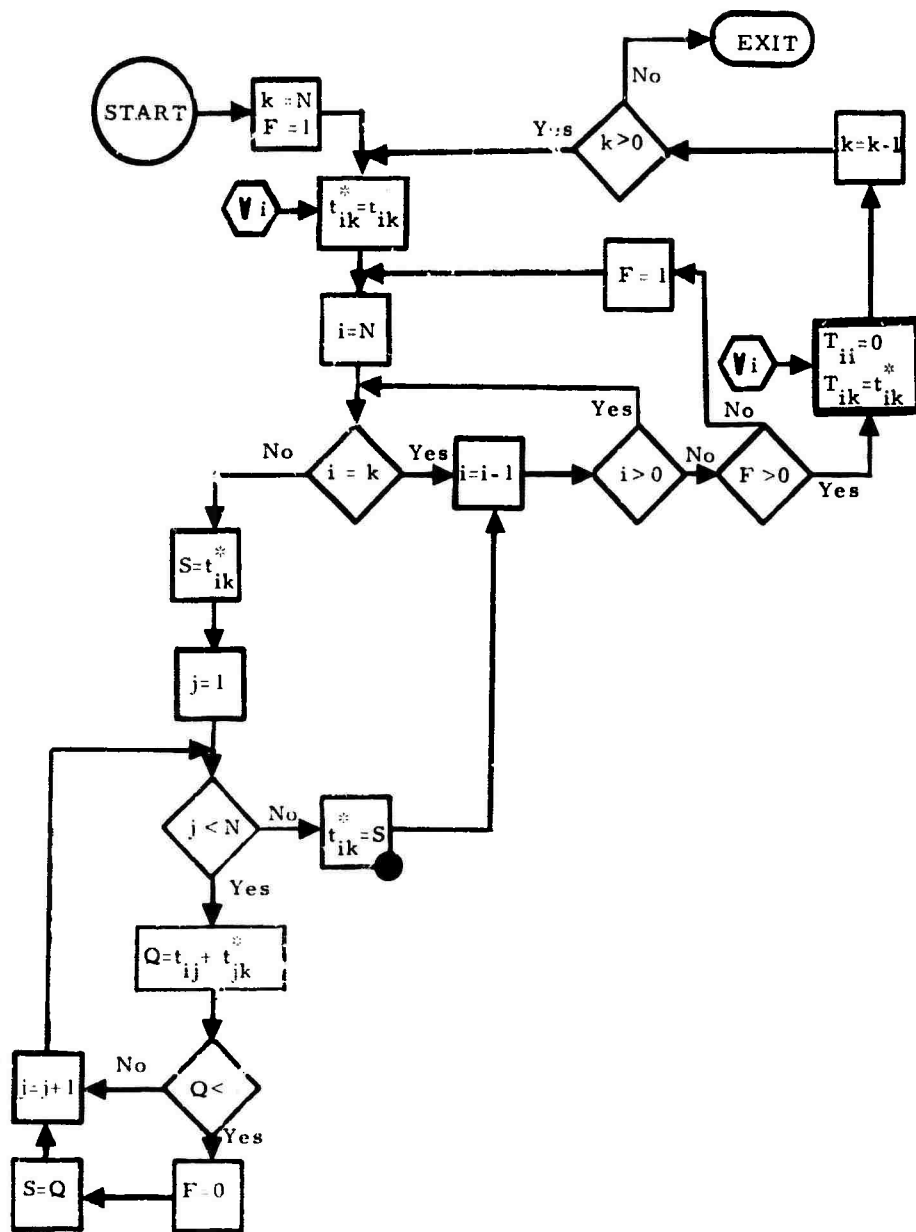 EXIT
No
START
k = N
F = 1
Yes
k > 0
k=k-1
∀ i
t*ik = tik
F = 1
i=N
∀ i
Tii = 0
Tik = t*ik
Yes
No
No
i = k
Yes
i=i-1
i>0
No
F > 0
Yes
S=t*ik
j=1
j < N
No
t*ik = S
Yes
Q=tij + t*jk
j=j+1
No
Q<
Yes
S=Q
F=0